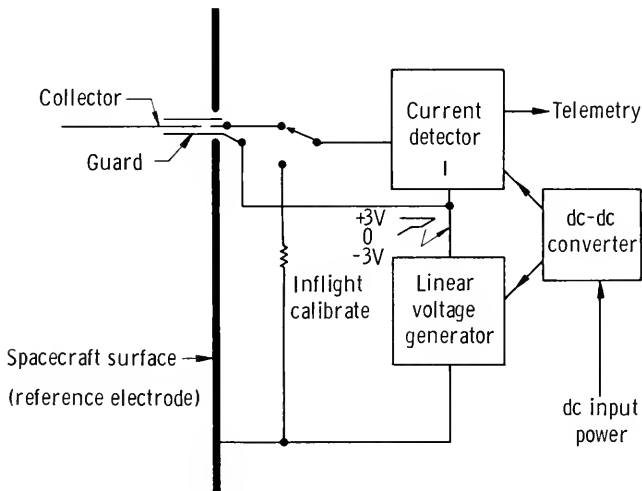 Collector
Guard
Current
detector
I
Telemetry
+3V
0
-3V
dc-dc
converter
Inflight
calibrate
Linear
voltage
generator
Spacecraft surface
(reference electrode)
dc input
power